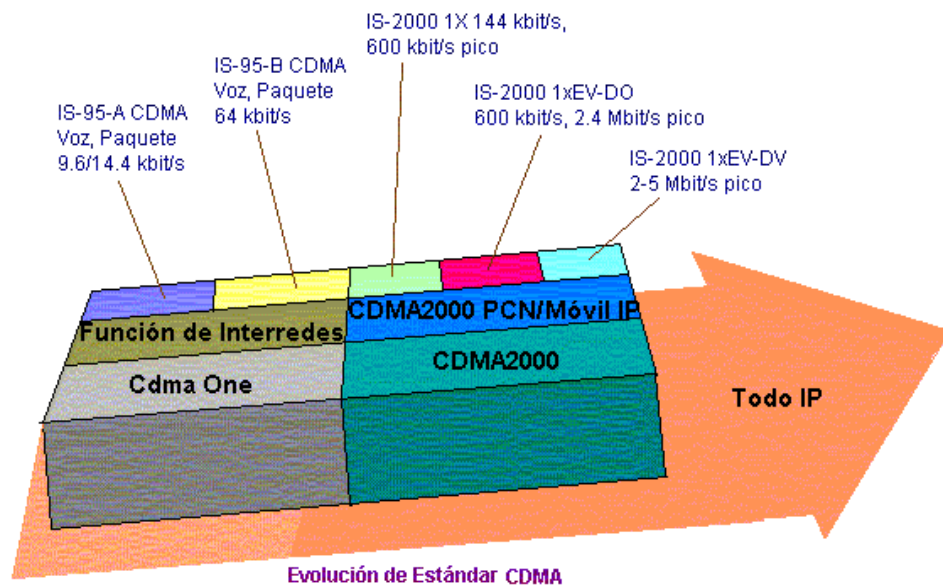 IS-2000 1X 144 kbit/s,
600 kbit/s pico
IS-95-B CDMA
Voz, Paquete
64 kbit/s
IS-95-A CDMA
Voz, Paquete
9.6/14.4 kbit/s
IS-2000 1xEV-DO
600 kbit/s, 2.4 Mbit/s pico
IS-2000 1xEV-DV
2-5 Mbit/s pico
Función de Interredes
CDMA2000 PCN/Móvil IP
Cdma One
CDMA2000
Todo IP
Evolución de Estándar CDMA